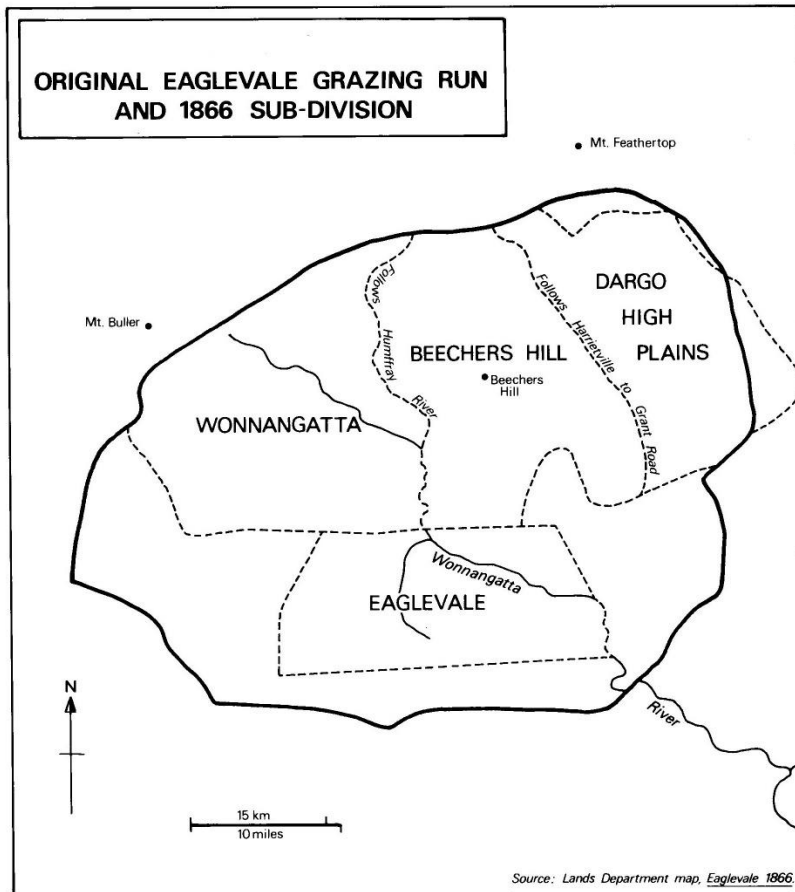 ORIGINAL EAGLEVALE GRAZING RUN
AND 1866 SUB-DIVISION
Mt. Feathertop
DARGO
HIGH
PLAINS
Mt. Buller
Follows
Humffray
River
Follows
Harrietville to
Grant Road
BEECHERS HILL
Beechers
Hill
WONNANGATTA
Wonnangatta
EAGLEVALE
River
N
15 km
10 miles
Source: Lands Department map, Eaglevale 1866.